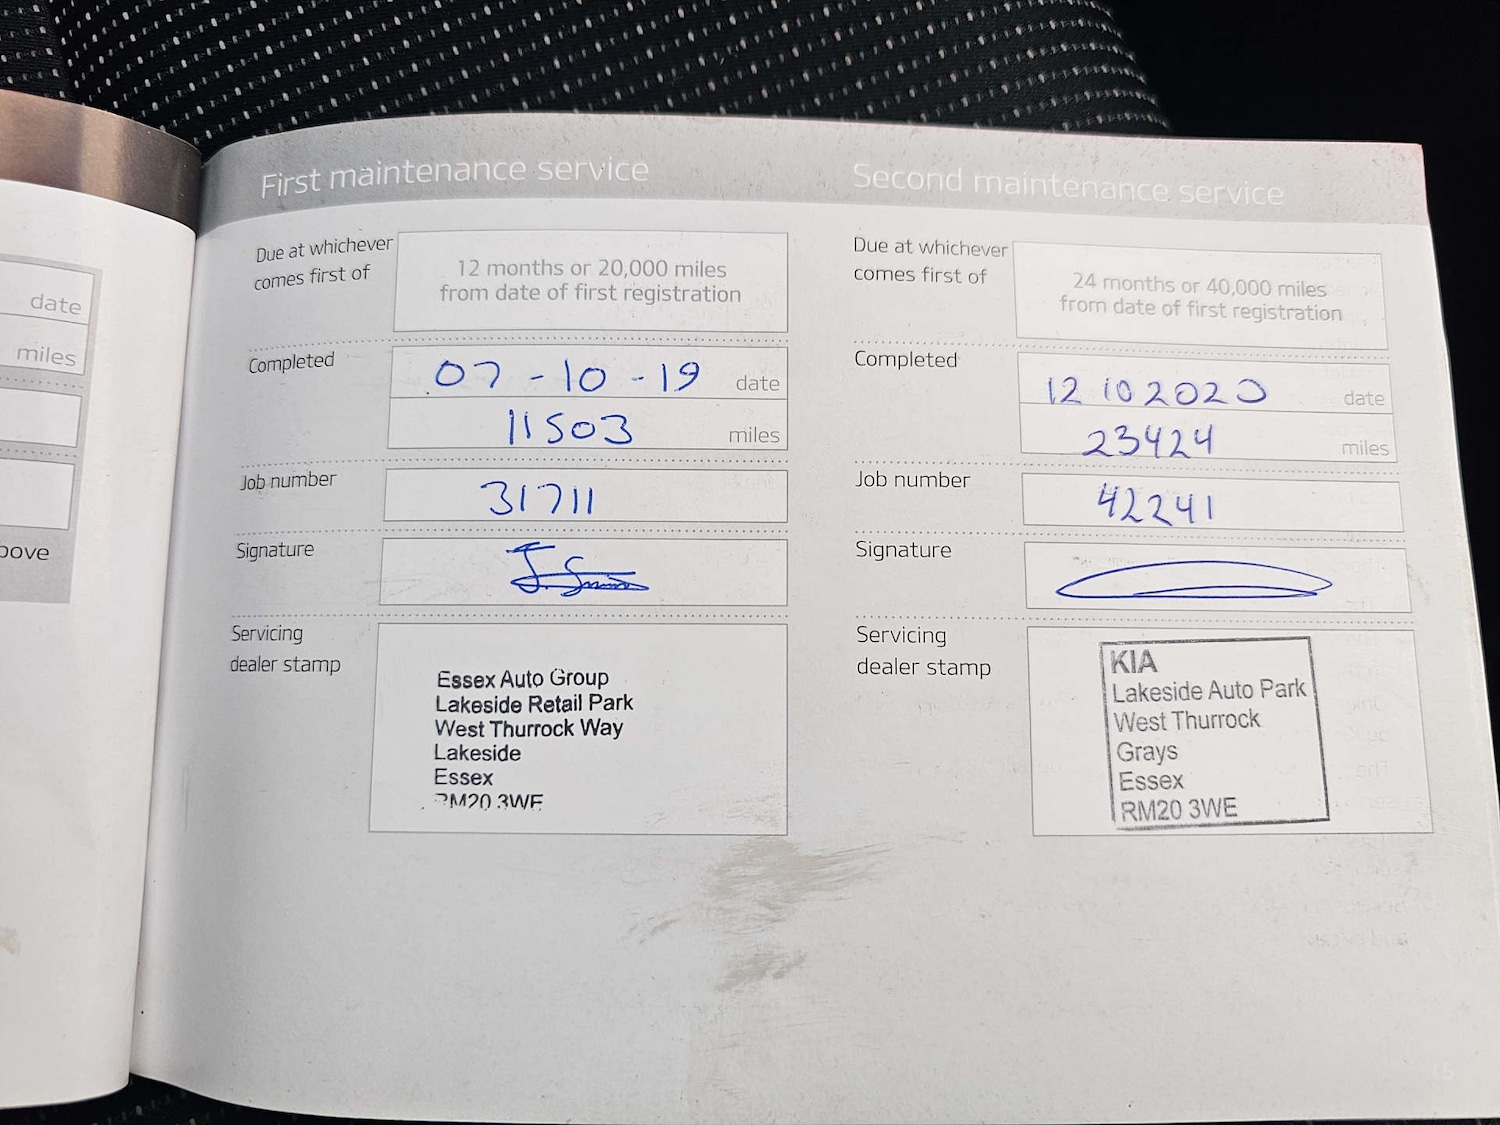 date
miles
bove
First maintenance service
Due at whichever
comes first of
12 months or 20,000 miles
from date of first registration
Completed
07-10-19 date
11503 miles
Job number
31711
Signature
Servicing
dealer stamp
Essex Auto Group
Lakeside Retail Park
West Thurrock Way
Lakeside
Essex
RM20 3WE
Second maintenance service
Due at whichever
comes first of
24 months or 40,000 miles
from date of first registration
Completed
12 10 2020 date
23424 miles
Job number
42241
Signature
Servicing
dealer stamp
KIA
Lakeside Auto Park
West Thurrock
Grays
Essex
RM20 3WE